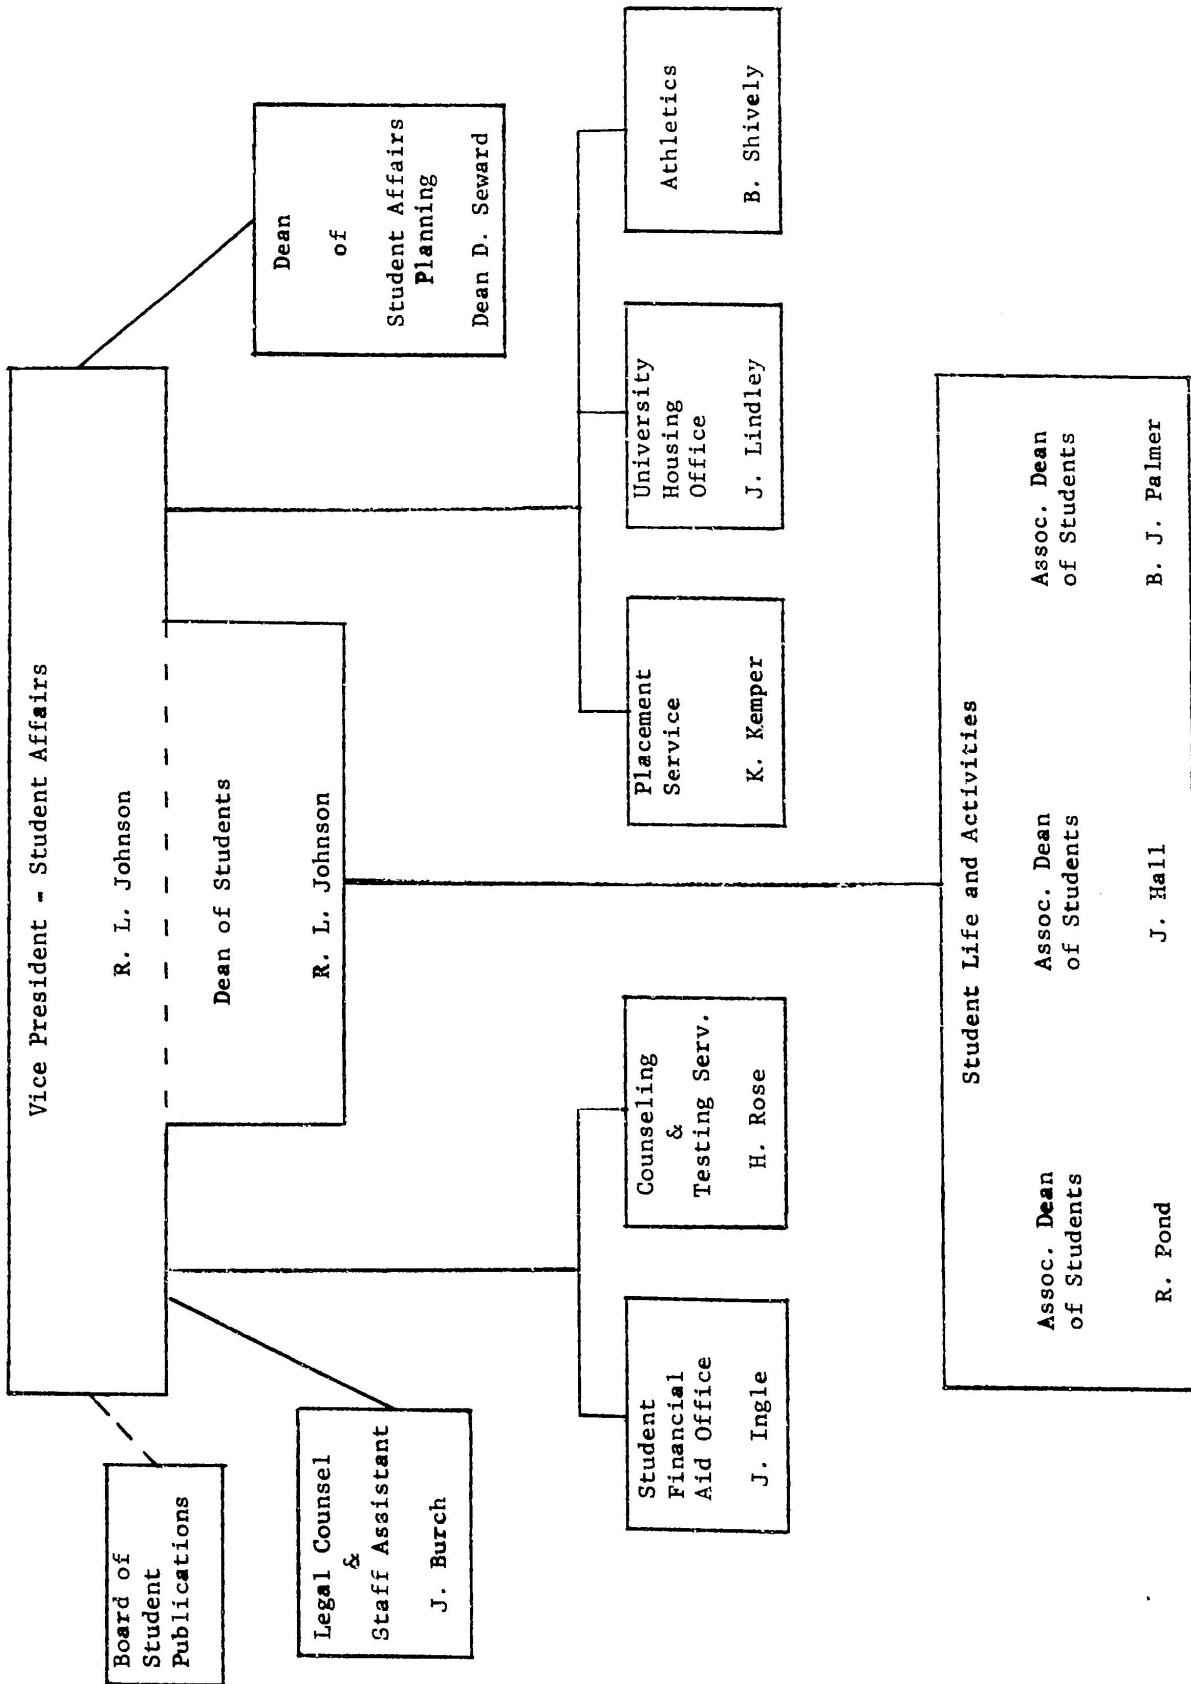 Vice President - Student Affairs
R. L. Johnson
Dean of Students
R. L. Johnson
Board of
Student
Publications
Legal Counsel
&
Staff Assistant
J. Burch
Dean
of
Student Affairs
Planning
Dean D. Seward
Student
Financial
Aid Office
J. Ingle
Counseling
&
Testing Serv.
H. Rose
Placement
Service
K. Kemper
University
Housing
Office
J. Lindley
Athletics
B. Shively
Student Life and Activities
Assoc. Dean
of Students
R. Pond
Assoc. Dean
of Students
J. Hall
Assoc. Dean
of Students
B. J. Palmer